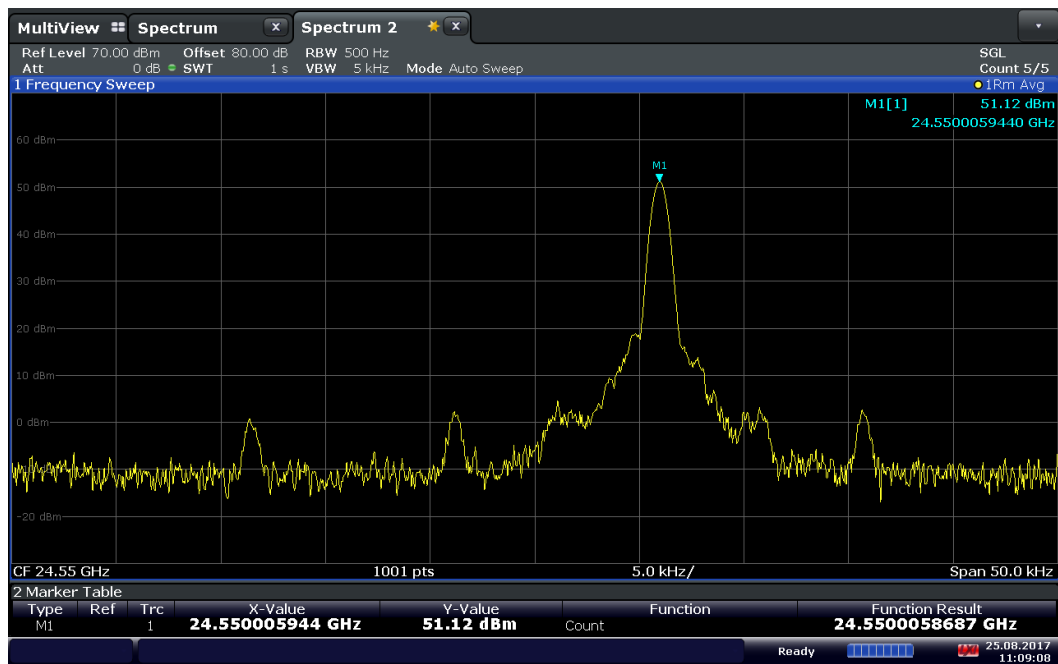 MultiView Spectrum X Spectrum 2 X
Ref Level 70.00 dBm Offset 80.00 dB RBW 500 Hz SGL
Att 0 dB SWT 1 s VBW 5 kHz Mode Auto Sweep Count 5/5
1 Frequency Sweep 1Rm Avg
M1[1] 51.12 dBm
24.5500059440 GHz
60 dBm
M1
50 dBm
40 dBm
30 dBm
20 dBm
10 dBm
0 dBm
-20 dBm
CF 24.55 GHz 1001 pts 5.0 kHz/ Span 50.0 kHz
2 Marker Table
Type Ref Trc X-Value Y-Value Function Function Result
M1 1 24.550005944 GHz 51.12 dBm Count 24.5500058687 GHz
Ready 25.08.2017
11:09:08